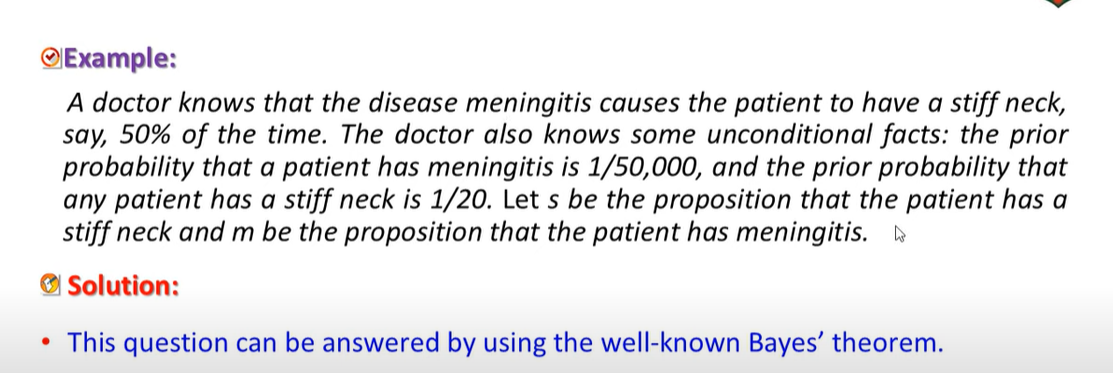 Example:
A doctor knows that the disease meningitis causes the patient to have a stiff neck,
say, 50% of the time. The doctor also knows some unconditional facts: the prior
probability that a patient has meningitis is 1/50,000, and the prior probability that
any patient has a stiff neck is 1/20. Let s be the proposition that the patient has a
stiff neck and m be the proposition that the patient has meningitis.
Solution:
• This question can be answered by using the well-known Bayes’ theorem.